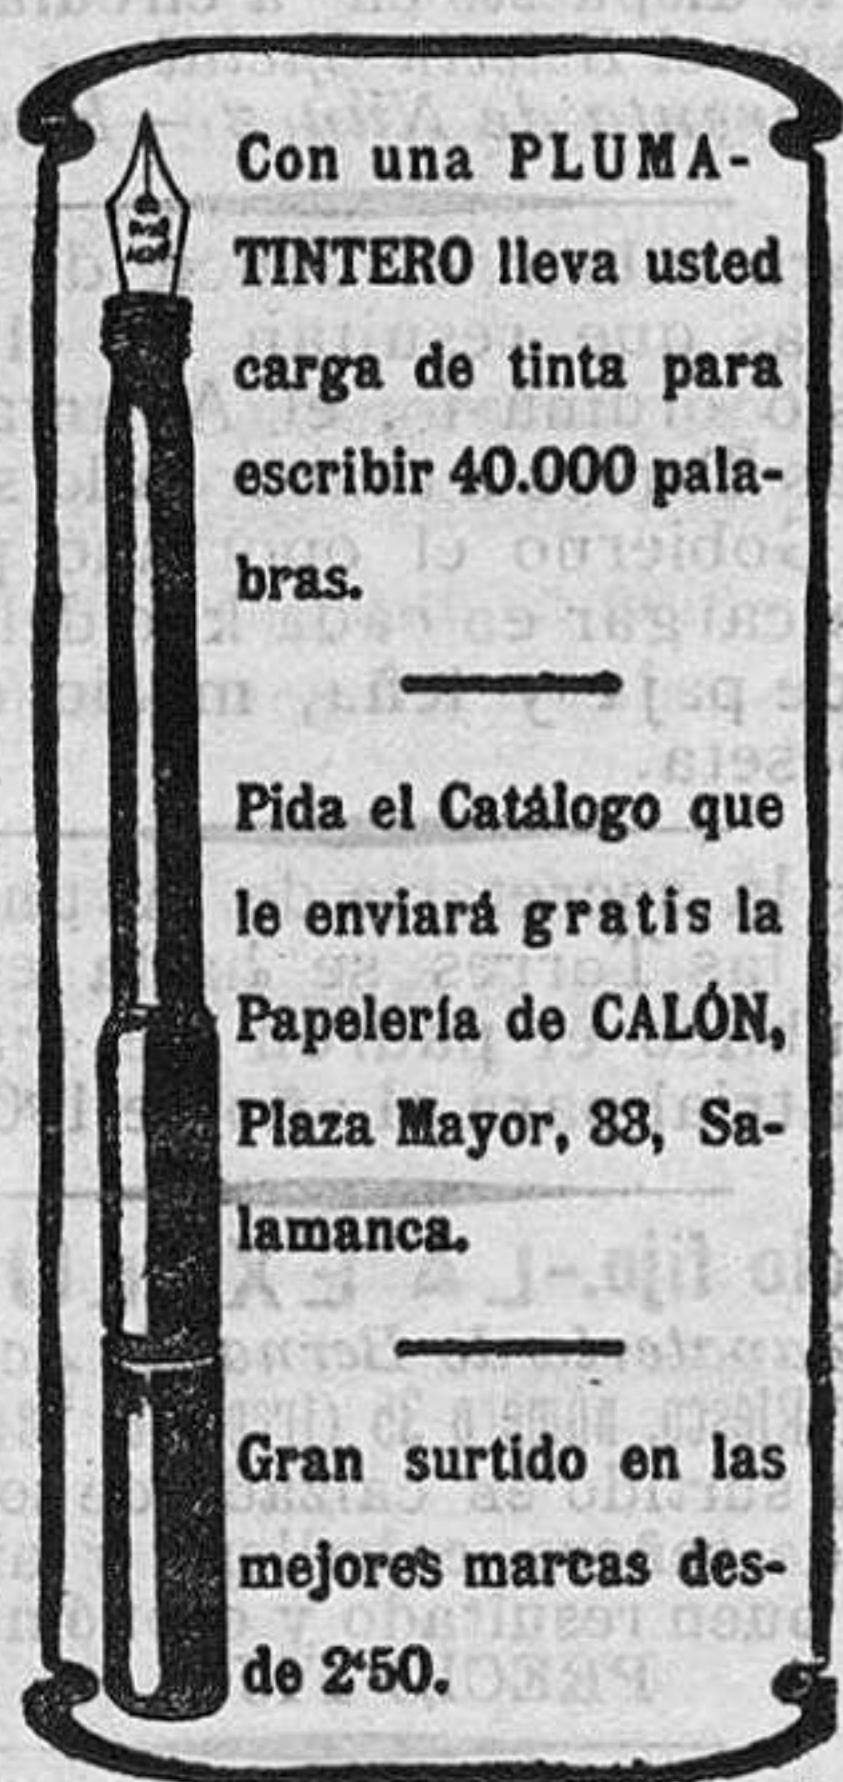 Con una PLUMA-
TINTERO lleva usted
carga de tinta para
escribir 40.000 pala-
bras.
Pida el Catálogo que
le enviará gratis la
Papelería de CALÓN,
Plaza Mayor, 33, Sa-
lamanca.
Gran surtido en las
mejores marcas des-
de 2'50.